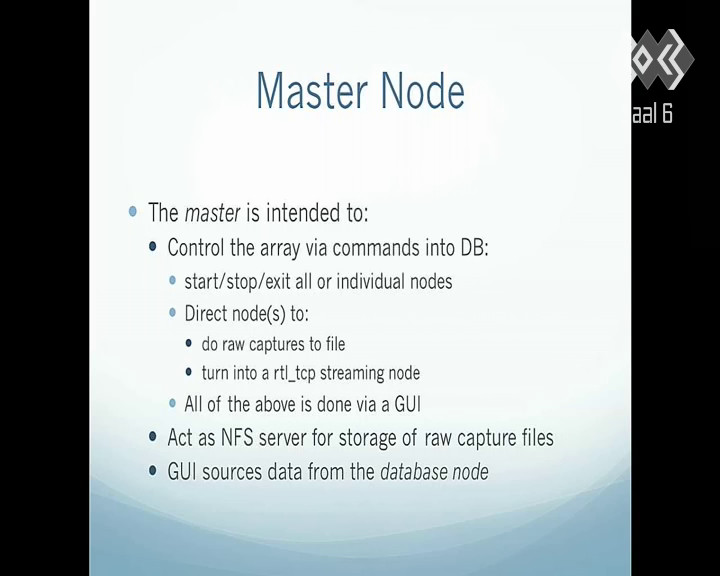 Master Node
aal 6
The master is intended to:
Control the array via commands into DB:
start/stop/exit all or individual nodes
Direct node(s) to:
do raw captures to file
turn into a rtl_tcp streaming node
All of the above is done via a GUI
Act as NFS server for storage of raw capture files
GUI sources data from the database node